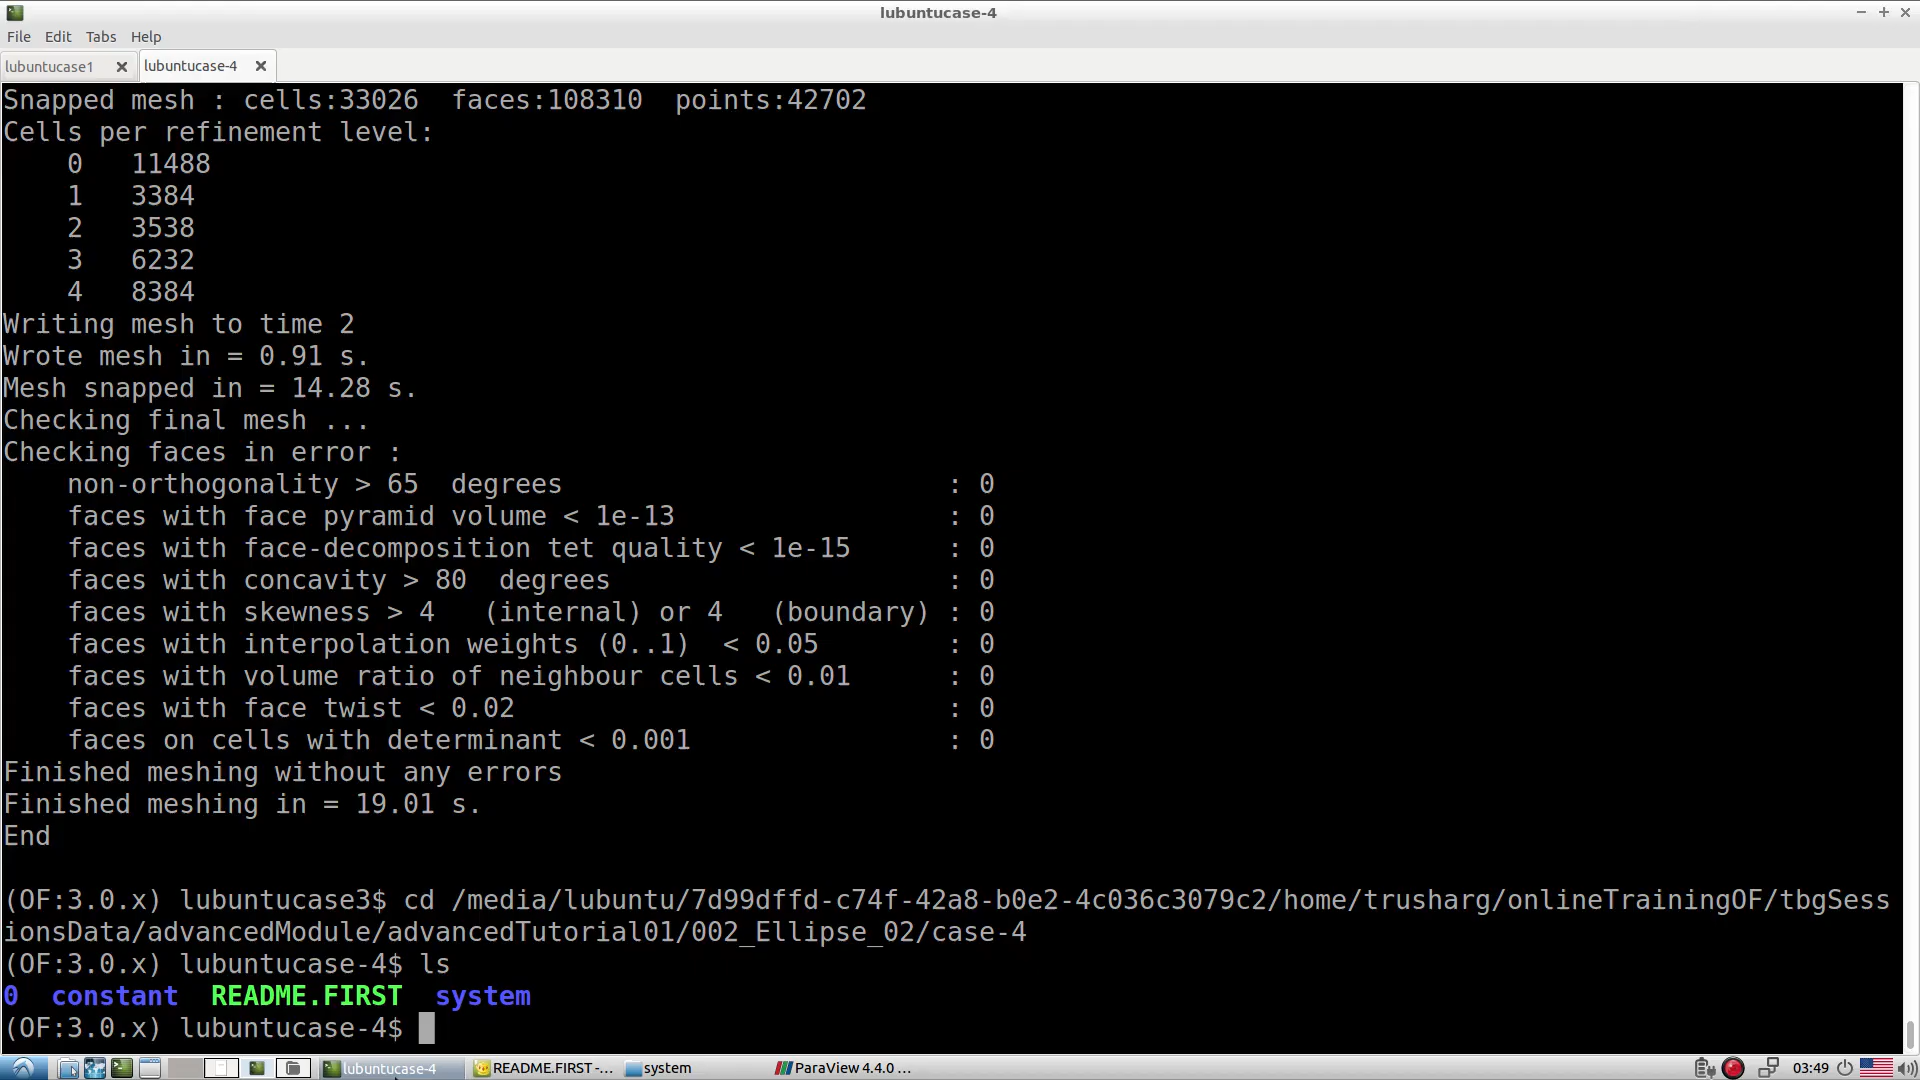 lubuntucase-4
File Edit Tabs Help
lubuntucase1 lubuntucase-4
Snapped mesh : cells:33026 faces:108310 points:42702
Cells per refinement level:
0 11488
1 3384
2 3538
3 6232
4 8384
Writing mesh to time 2
Wrote mesh in = 0.91 s.
Mesh snapped in = 14.28 s.
Checking final mesh ...
Checking faces in error :
non-orthogonality > 65 degrees : 0
faces with face pyramid volume < 1e-13 : 0
faces with face-decomposition tet quality < 1e-15 : 0
faces with concavity > 80 degrees : 0
faces with skewness > 4 (internal) or 4 (boundary) : 0
faces with interpolation weights (0..1) < 0.05 : 0
faces with volume ratio of neighbour cells < 0.01 : 0
faces with face twist < 0.02 : 0
faces on cells with determinant < 0.001 : 0
Finished meshing without any errors
Finished meshing in = 19.01 s.
End
(OF:3.0.x) lubuntucase3$ cd /media/lubuntu/7d99dffd-c74f-42a8-b0e2-4c036c3079c2/home/trusharg/onlineTrainingOF/tbgSess
ionsData/advancedModule/advancedTutorial01/002_Ellipse_02/case-4
(OF:3.0.x) lubuntucase-4$ ls
0 constant README.FIRST system
(OF:3.0.x) lubuntucase-4$
lubuntucase-4 README.FIRST -... system ParaView 4.4.0 ... 03:49